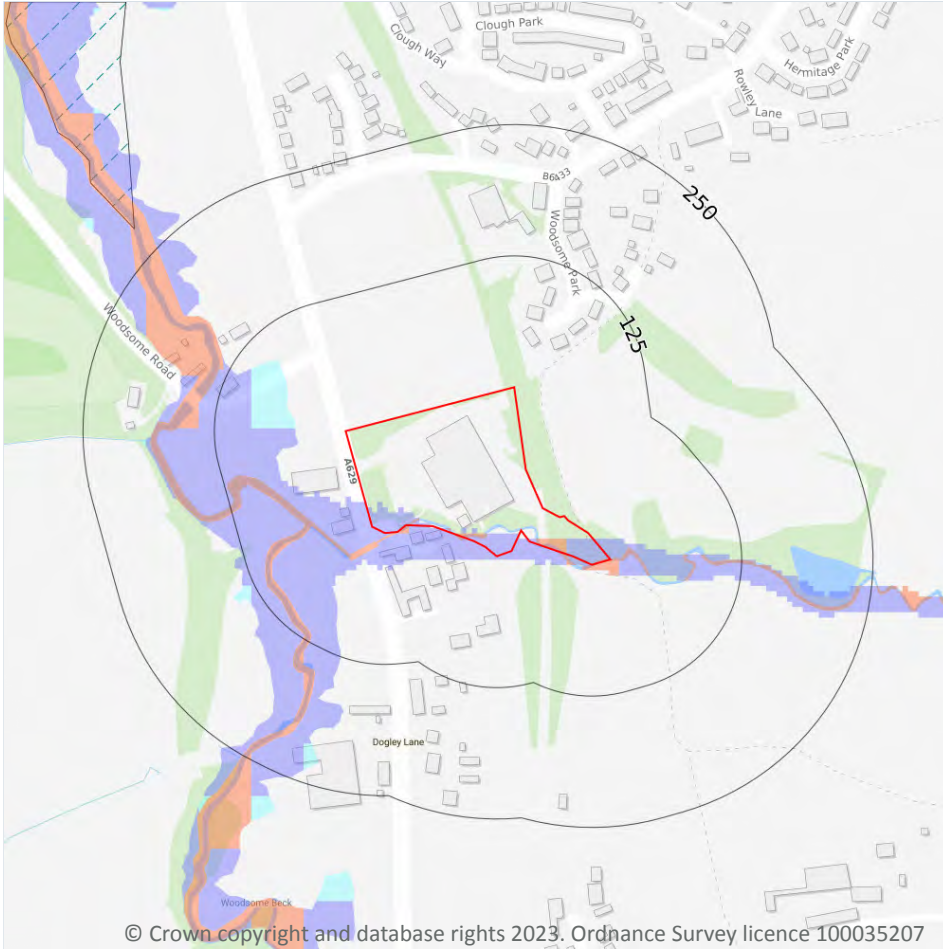 Clough Park
Clough Way
Hermitage Park
Rowley Lane
B6433
250
Woodsome Park
125
Woodsome Road
A629
Dogley Lane
Woodsome Beck
© Crown copyright and database rights 2023. Ordnance Survey licence 100035207